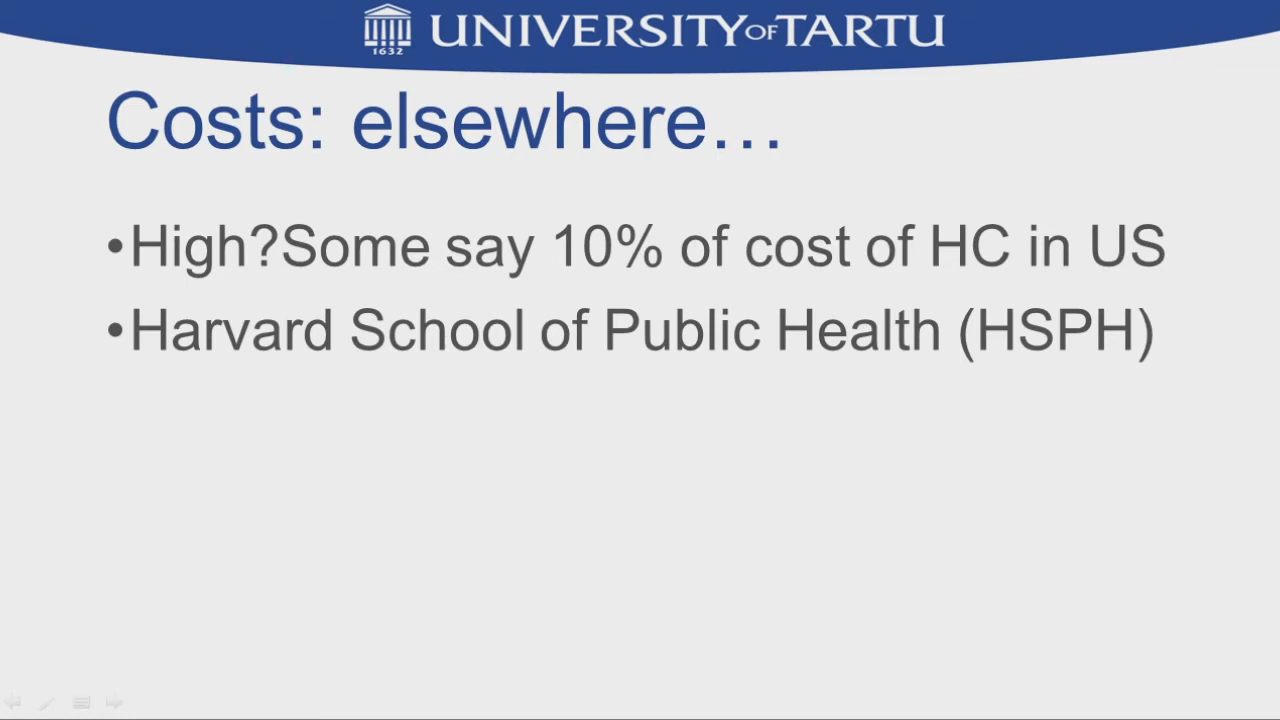 UNIVERSITY OF TARTU
1632
Costs: elsewhere…
•High?Some say 10% of cost of HC in US
•Harvard School of Public Health (HSPH)